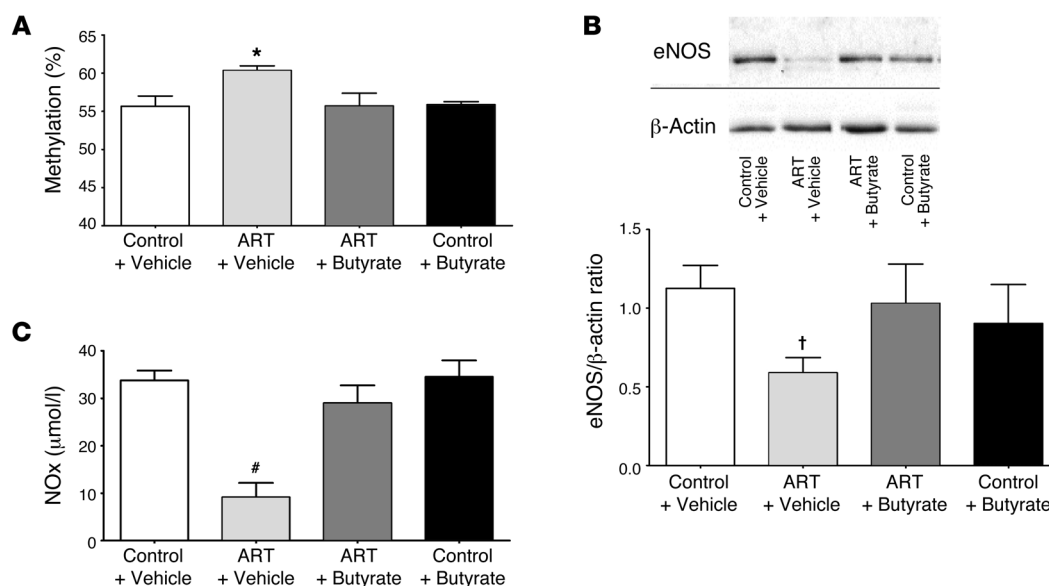 A
Methylation (%)
65
60
55
50
45
40
*
Control
+ Vehicle
ART
+ Vehicle
ART
+ Butyrate
Control
+ Butyrate
B
eNOS
β-Actin
Control
+ Vehicle
ART
+ Vehicle
ART
+ Butyrate
Control
+ Butyrate
eNOS/β-actin ratio
1.5
1.0
0.5
0.0
†
Control
+ Vehicle
ART
+ Vehicle
ART
+ Butyrate
Control
+ Butyrate
C
NOx (μmol/l)
40
30
20
10
0
#
Control
+ Vehicle
ART
+ Vehicle
ART
+ Butyrate
Control
+ Butyrate